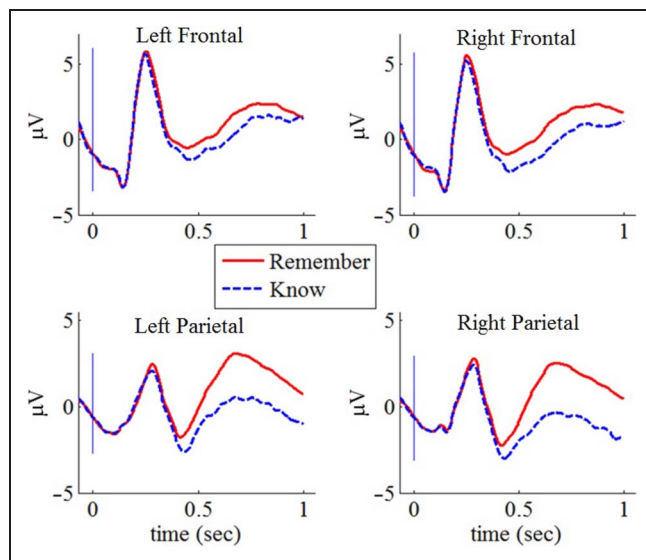 Left Frontal
Right Frontal
5
0
−5
μV
0
0.5
1
5
0
−5
μV
0
0.5
1
Remember
Know
Left Parietal
Right Parietal
5
0
−5
μV
0
0.5
1
time (sec)
5
0
−5
μV
0
0.5
1
time (sec)